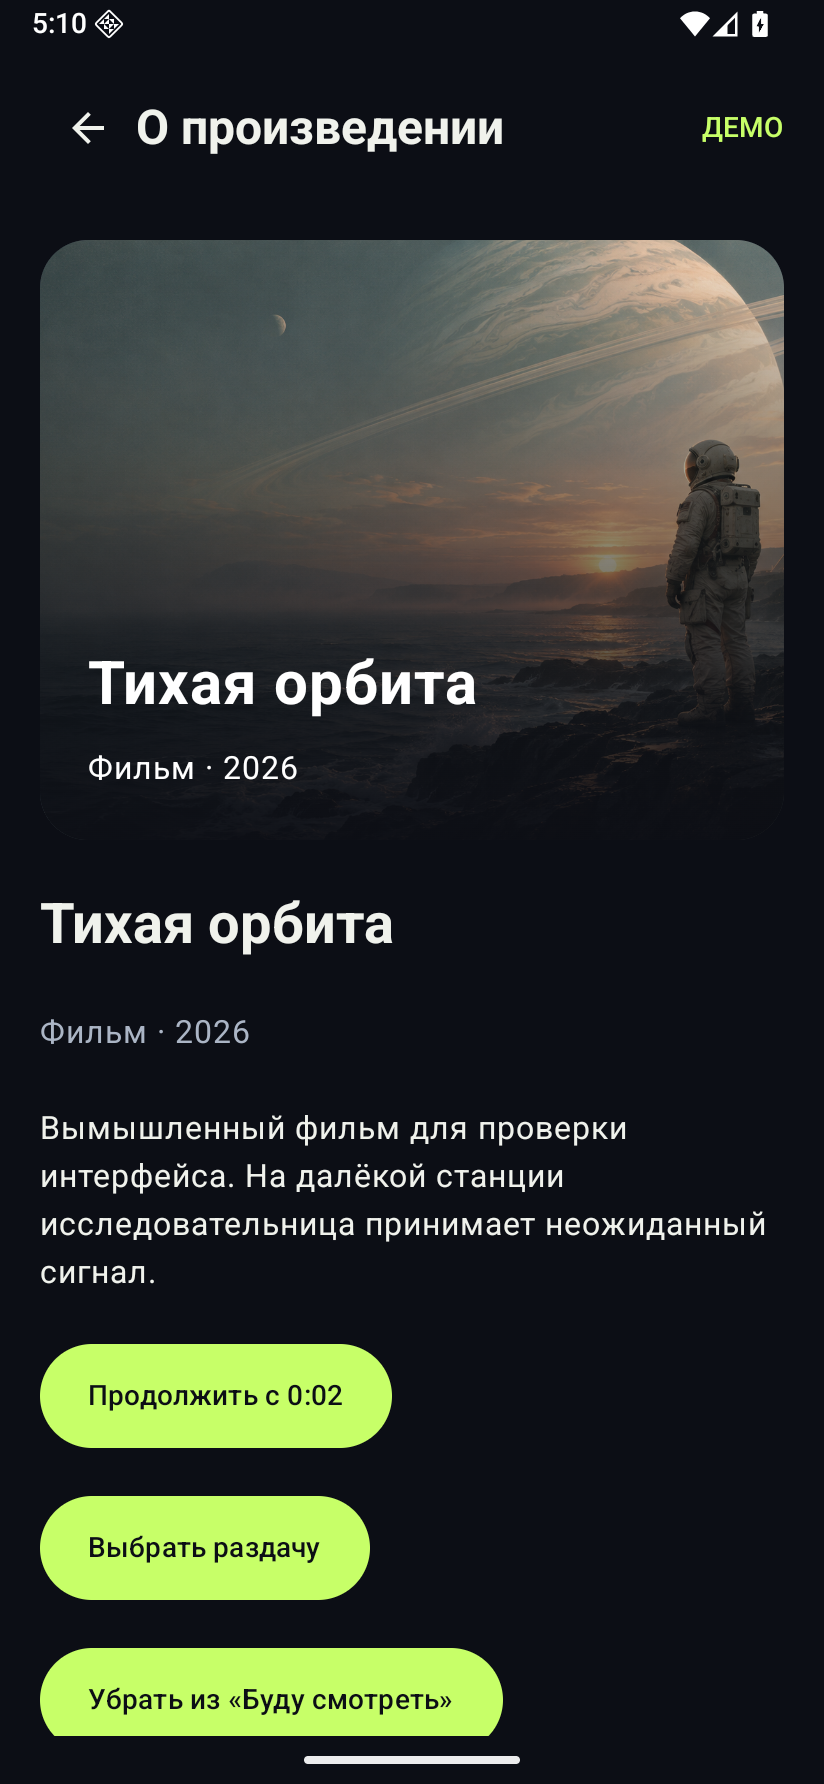 5:10
О произведении
ДЕМО
Тихая орбита
Фильм · 2026
Тихая орбита
Фильм · 2026
Вымышленный фильм для проверки
интерфейса. На далёкой станции
исследовательница принимает неожиданный
сигнал.
Продолжить с 0:02
Выбрать раздачу
Убрать из «Буду смотреть»